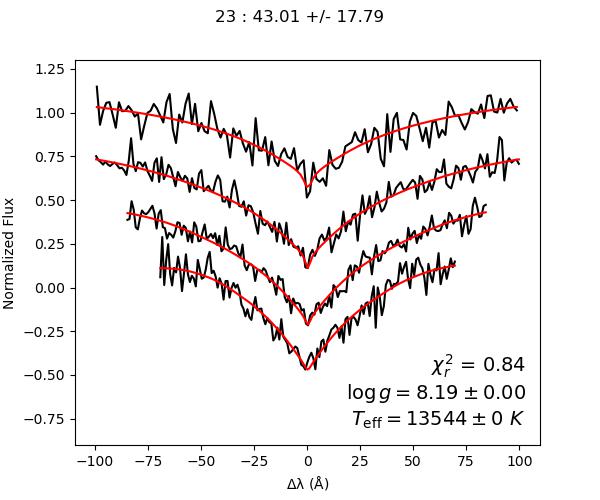 23 : 43.01 +/- 17.79
1.25
1.00
0.75
0.50
0.25
0.00
−0.25
−0.50
−0.75
Normalized Flux
χ²ᵣ = 0.84
log g = 8.19 ± 0.00
T_eff = 13544 ± 0 K
−100 −75 −50 −25 0 25 50 75 100
Δλ (Å)